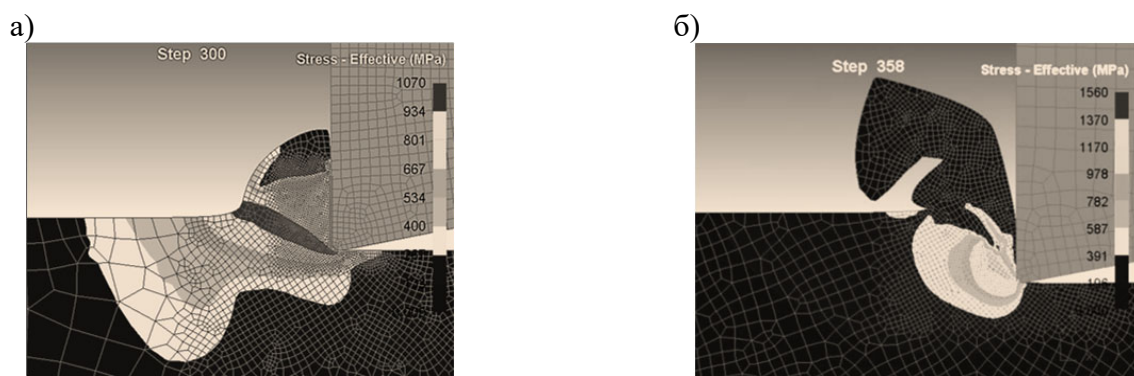 а)
Step 300
Stress - Effective (MPa)
1070
934
801
667
534
400
б)
Step 358
Stress - Effective (MPa)
1560
1370
1170
978
782
587
391
196